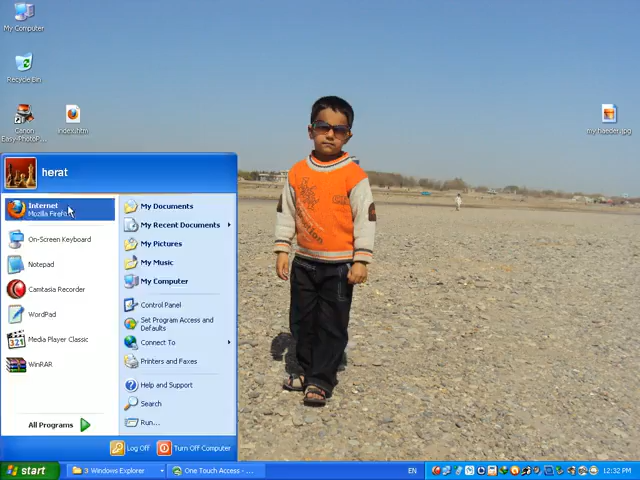 My Computer
Recycle Bin
Canon
Easy-PhotoP...
index.htm
my haeder.jpg
herat
Internet
Mozilla Firefox
On-Screen Keyboard
Notepad
Camtasia Recorder
WordPad
Media Player Classic
WinRAR
All Programs
My Documents
My Recent Documents
My Pictures
My Music
My Computer
Control Panel
Set Program Access and
Defaults
Connect To
Printers and Faxes
Help and Support
Search
Run...
Log Off
Turn Off Computer
start
3 Windows Explorer
One Touch Access - ...
EN
12:32 PM